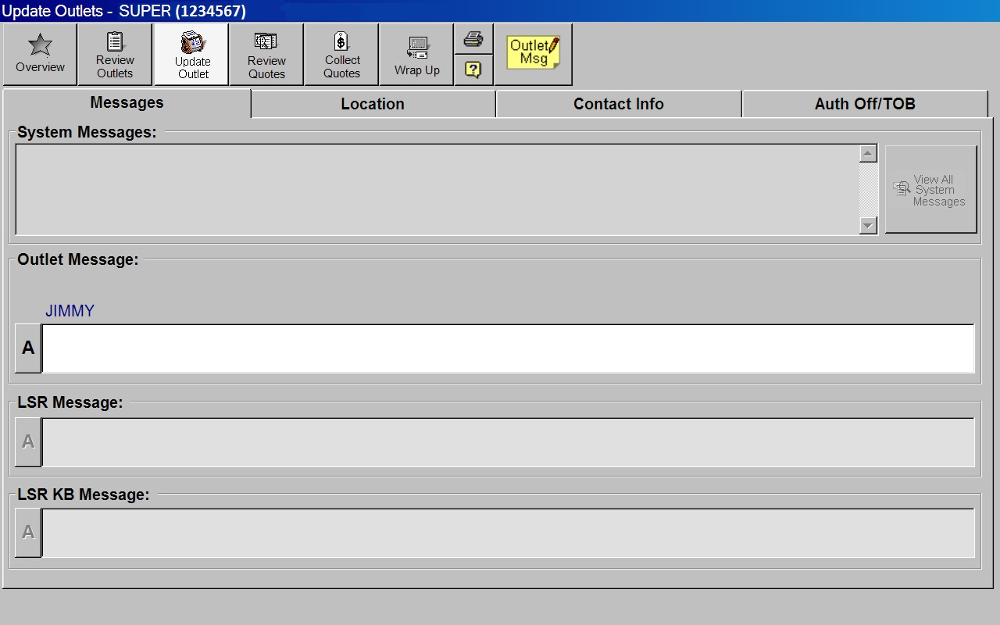 Update Outlets - SUPER (1234567)
Overview
Review
Outlets
Update
Outlet
Review
Quotes
Collect
Quotes
Wrap Up
Outlet
Msg
Messages
Location
Contact Info
Auth Off/TOB
System Messages:
View All
System
Messages
Outlet Message:
JIMMY
A
LSR Message:
A
LSR KB Message:
A